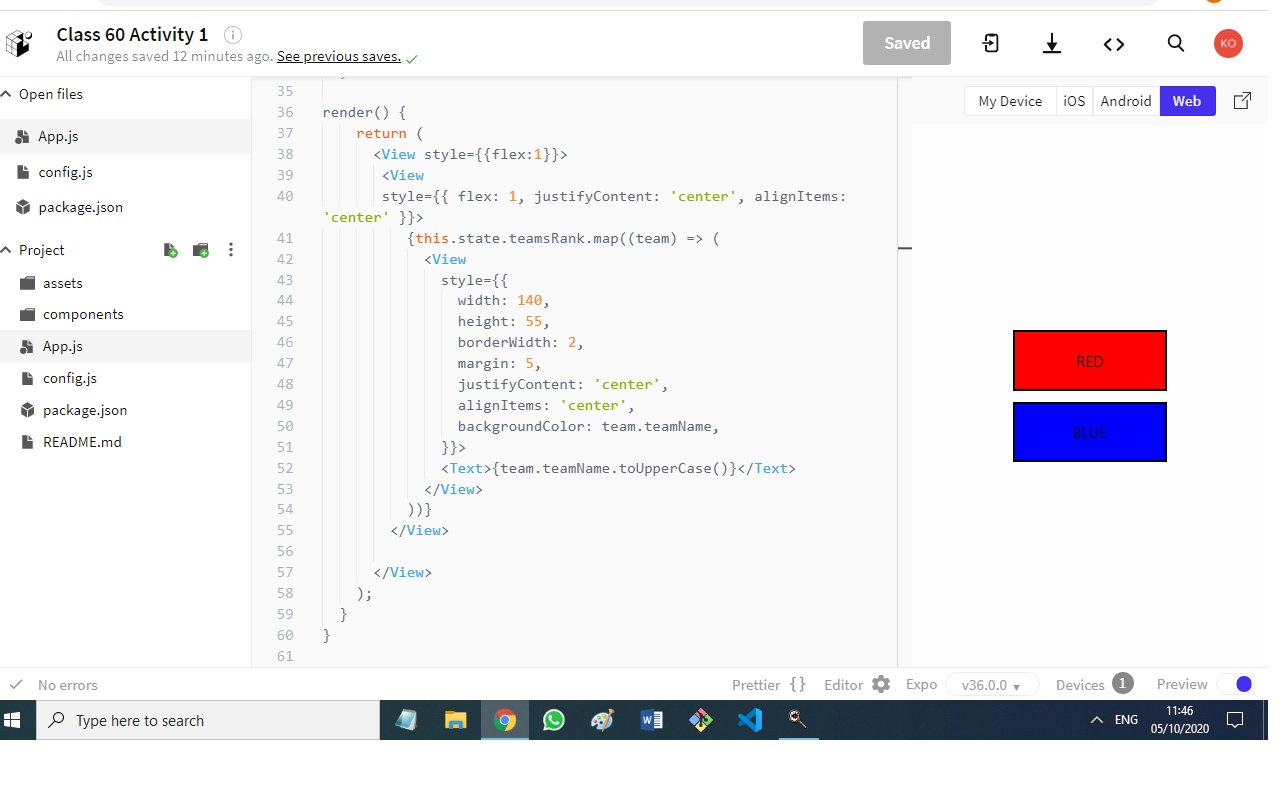 Class 60 Activity 1
All changes saved 12 minutes ago. See previous saves.
Saved
KO
Open files
App.js
config.js
package.json
Project
assets
components
App.js
config.js
package.json
README.md
35
36 render() {
37 return (
38 <View style={{flex:1}}>
39 <View
40 style={{ flex: 1, justifyContent: 'center', alignItems:
'center' }}>
41 {this.state.teamsRank.map((team) => (
42 <View
43 style={{
44 width: 140,
45 height: 55,
46 borderWidth: 2,
47 margin: 5,
48 justifyContent: 'center',
49 alignItems: 'center',
50 backgroundColor: team.teamName,
51 }}>
52 <Text>{team.teamName.toUpperCase()}</Text>
53 </View>
54 ))}
55 </View>
56
57 </View>
58 );
59 }
60 }
61
My Device iOS Android Web
RED
BLUE
No errors
Prettier {} Editor Expo v36.0.0 Devices 1 Preview
Type here to search
ENG
11:46
05/10/2020